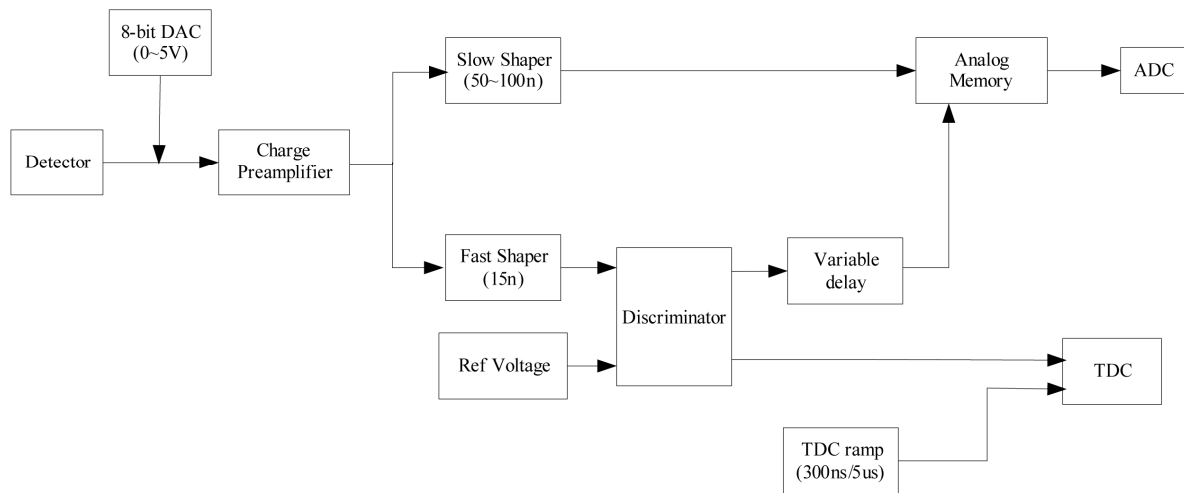 8-bit DAC
(0~5V)
Slow Shaper
(50~100n)
Analog
Memory
ADC
Detector
Charge
Preamplifier
Fast Shaper
(15n)
Variable
delay
Discriminator
Ref Voltage
TDC
TDC ramp
(300ns/5us)